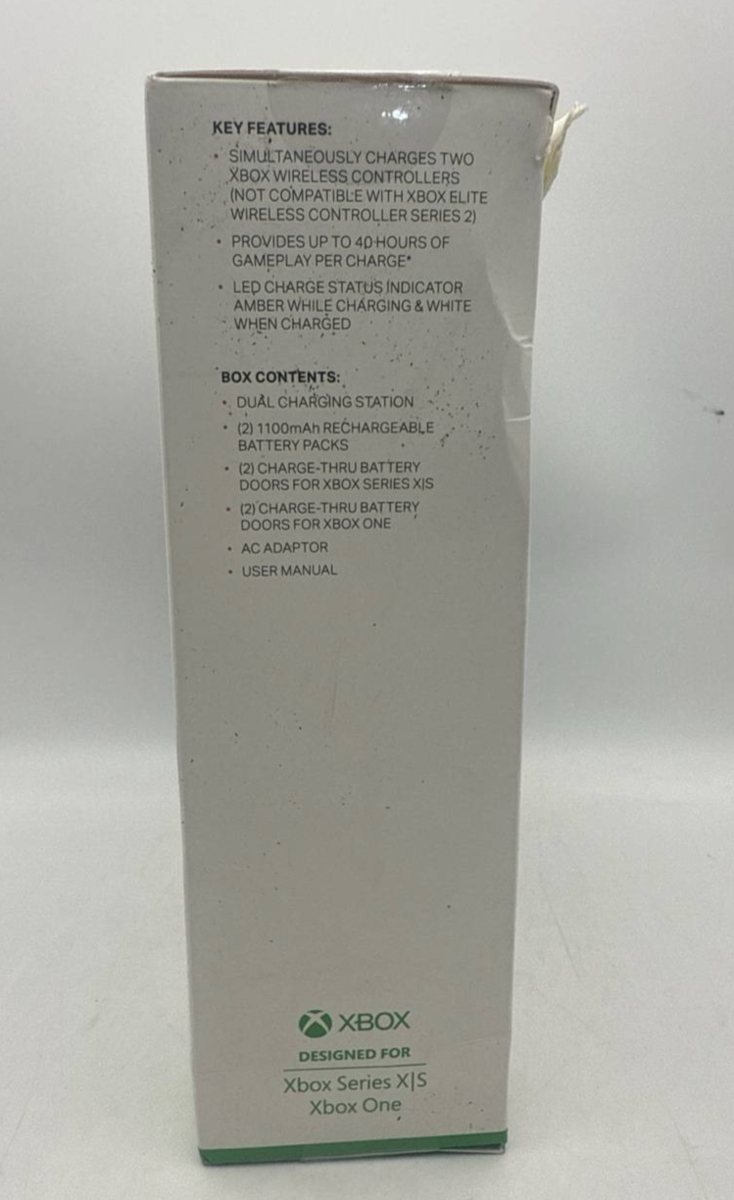 KEY FEATURES:
• SIMULTANEOUSLY CHARGES TWO
XBOX WIRELESS CONTROLLERS
(NOT COMPATIBLE WITH XBOX ELITE
WIRELESS CONTROLLER SERIES 2)
• PROVIDES UP TO 40-HOURS OF
GAMEPLAY PER CHARGE*
• LED CHARGE STATUS INDICATOR
AMBER WHILE CHARGING & WHITE
WHEN CHARGED
BOX CONTENTS:
• DUAL CHARGING STATION
• (2) 1100mAh RECHARGEABLE
BATTERY PACKS
• (2) CHARGE-THRU BATTERY
DOORS FOR XBOX SERIES X|S
• (2) CHARGE-THRU BATTERY
DOORS FOR XBOX ONE
• AC ADAPTOR
• USER MANUAL
XBOX
DESIGNED FOR
Xbox Series X|S
Xbox One